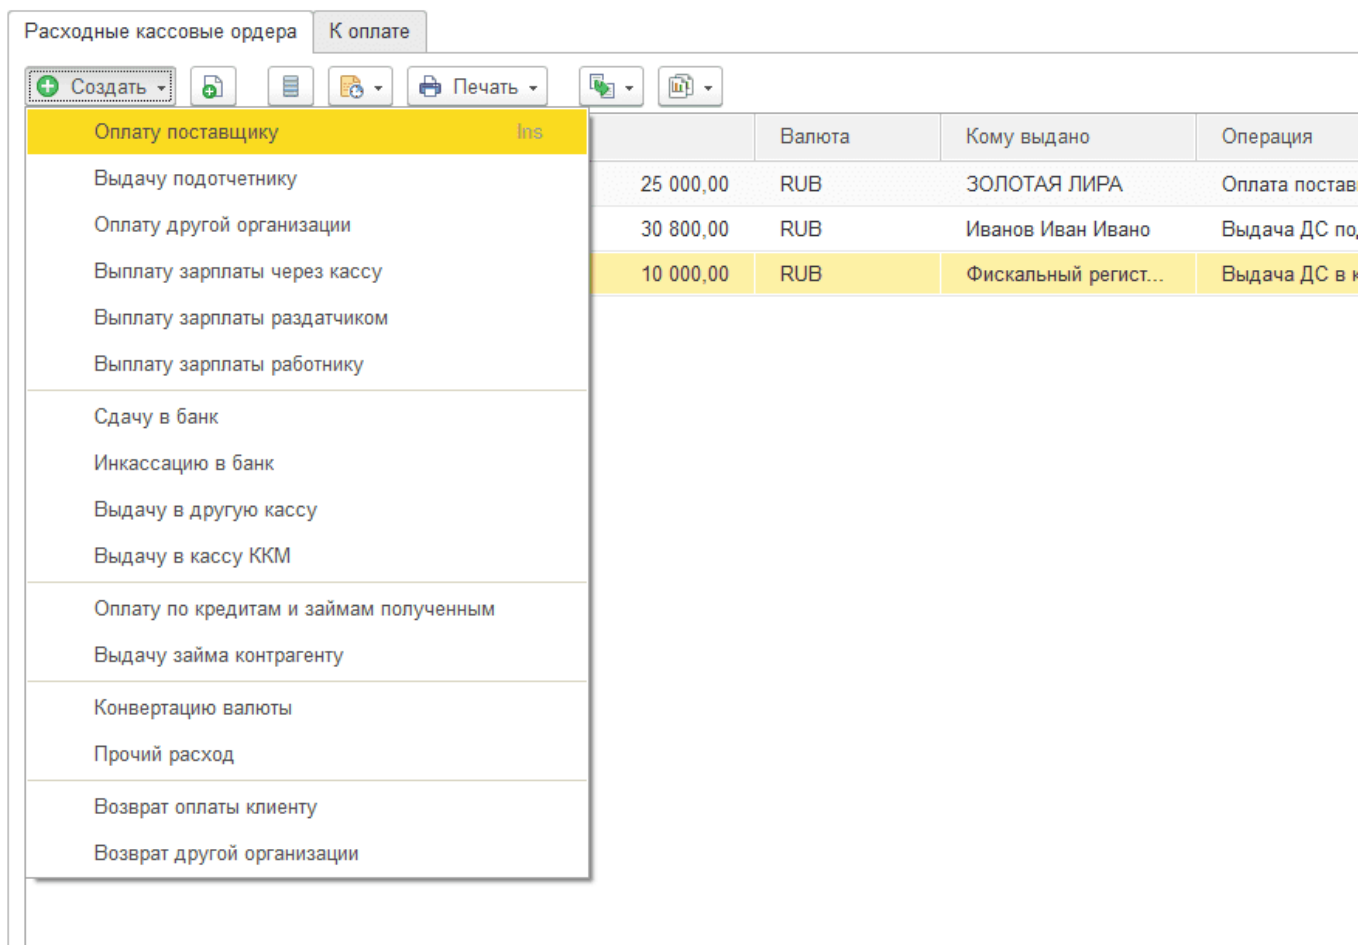 Расходные кассовые ордера К оплате
Создать Печать
Оплату поставщику Ins
Валюта Кому выдано Операция
Выдачу подотчетнику
25 000,00 RUB ЗОЛОТАЯ ЛИРА Оплата постав
Оплату другой организации
30 800,00 RUB Иванов Иван Ивано Выдача ДС под
Выплату зарплаты через кассу
10 000,00 RUB Фискальный регист... Выдача ДС в к
Выплату зарплаты раздатчиком
Выплату зарплаты работнику
Сдачу в банк
Инкассацию в банк
Выдачу в другую кассу
Выдачу в кассу ККМ
Оплату по кредитам и займам полученным
Выдачу займа контрагенту
Конвертацию валюты
Прочий расход
Возврат оплаты клиенту
Возврат другой организации